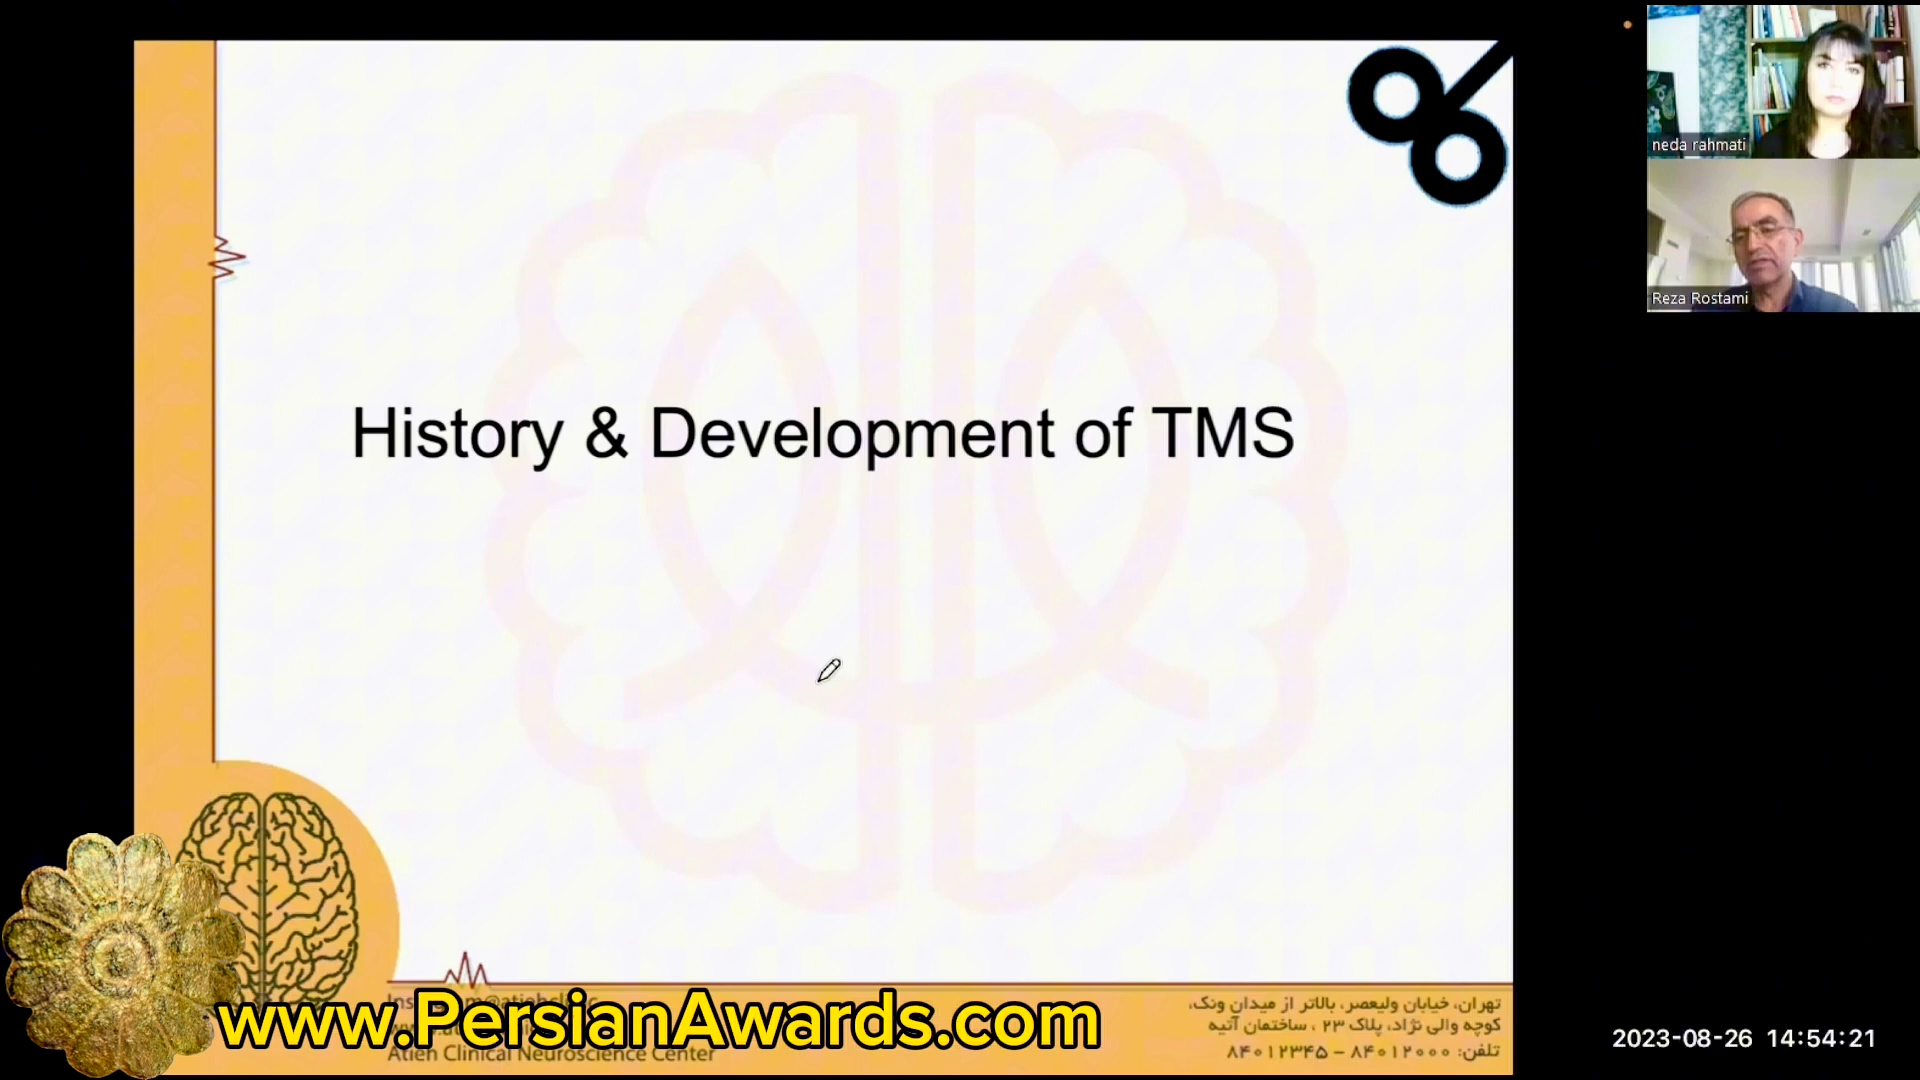 neda rahmati
Reza Rostami
History & Development of TMS
www.PersianAwards.com
Atieh Clinical Neuroscience Center
تهران، خیابان ولیعصر، بالاتر از میدان ونک،
کوچه والی نژاد، پلاک ۲۳ ، ساختمان آتیه
تلفن: ۸۴۰۱۲۰۰۰ – ۸۴۰۱۲۳۴۵
2023-08-26 14:54:21